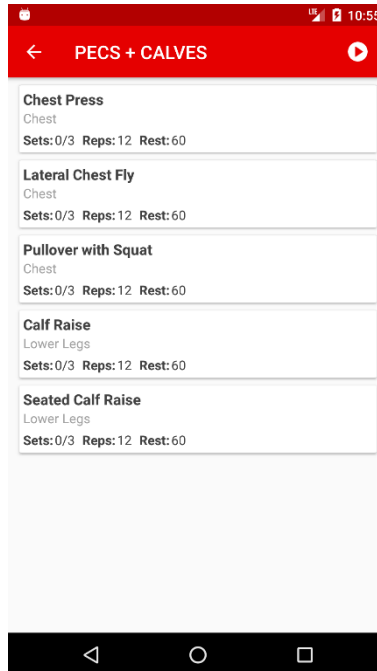 LTE 10:55
PECS + CALVES
Chest Press
Chest
Sets: 0/3 Reps: 12 Rest: 60
Lateral Chest Fly
Chest
Sets: 0/3 Reps: 12 Rest: 60
Pullover with Squat
Chest
Sets: 0/3 Reps: 12 Rest: 60
Calf Raise
Lower Legs
Sets: 0/3 Reps: 12 Rest: 60
Seated Calf Raise
Lower Legs
Sets: 0/3 Reps: 12 Rest: 60